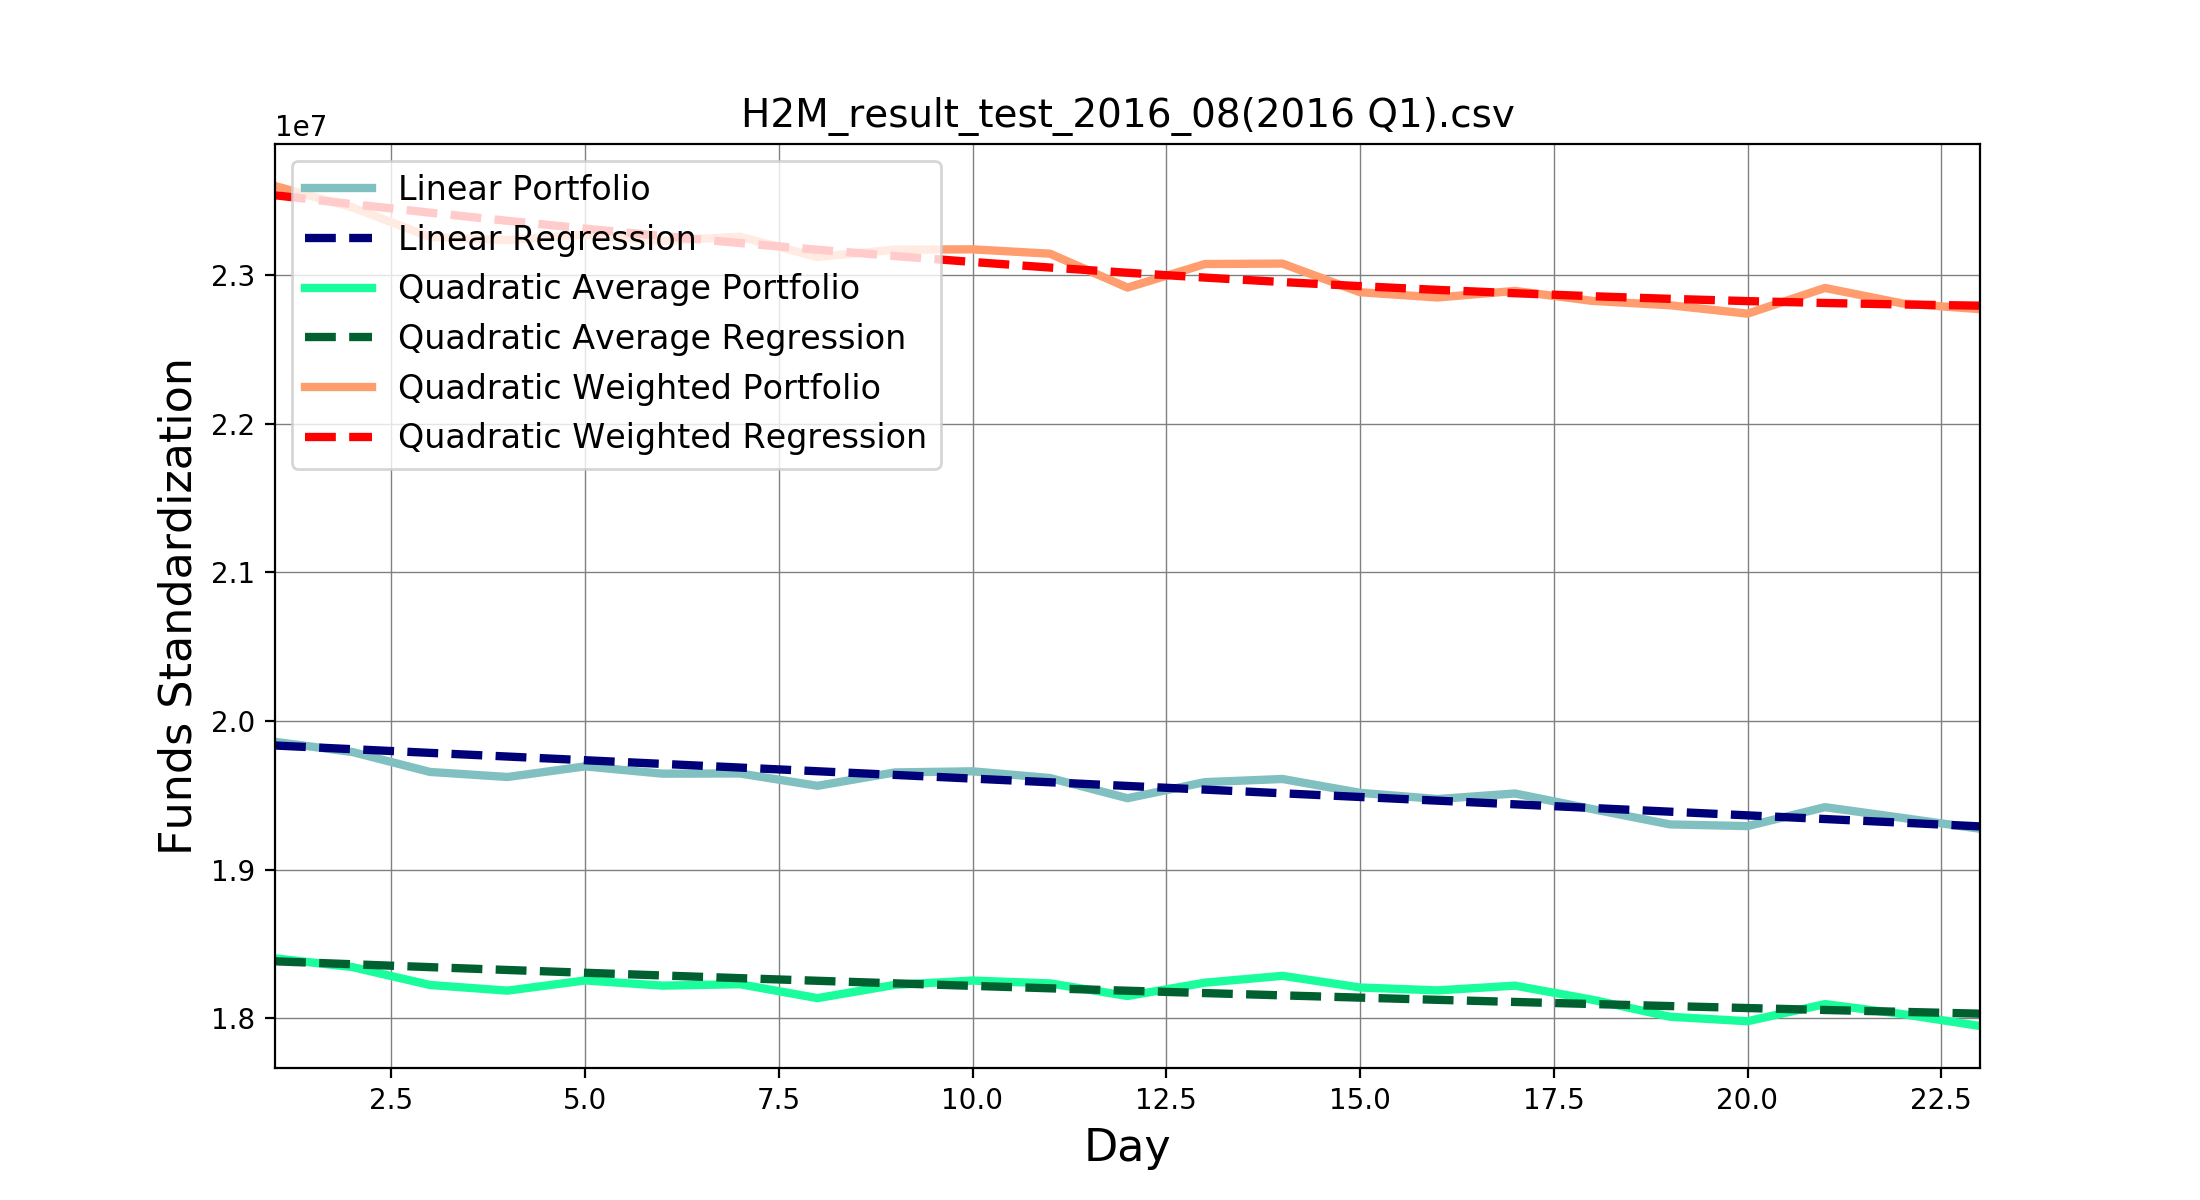 H2M_result_test_2016_08(2016 Q1).csv
1e7
Linear Portfolio
Linear Regression
Quadratic Average Portfolio
Quadratic Average Regression
Quadratic Weighted Portfolio
Quadratic Weighted Regression
Funds Standardization
2.3
2.2
2.1
2.0
1.9
1.8
2.5 5.0 7.5 10.0 12.5 15.0 17.5 20.0 22.5
Day